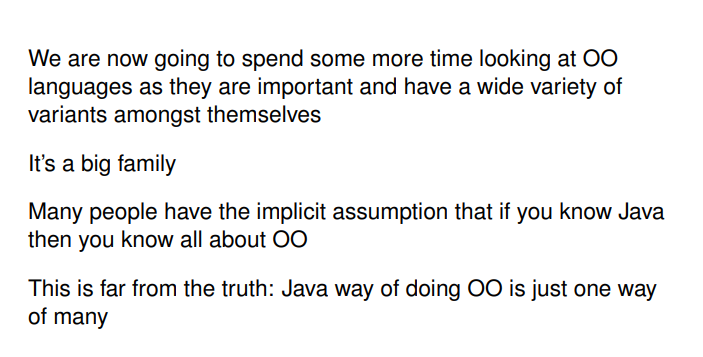 We are now going to spend some more time looking at OO
languages as they are important and have a wide variety of
variants amongst themselves
It's a big family
Many people have the implicit assumption that if you know Java
then you know all about OO
This is far from the truth: Java way of doing OO is just one way
of many